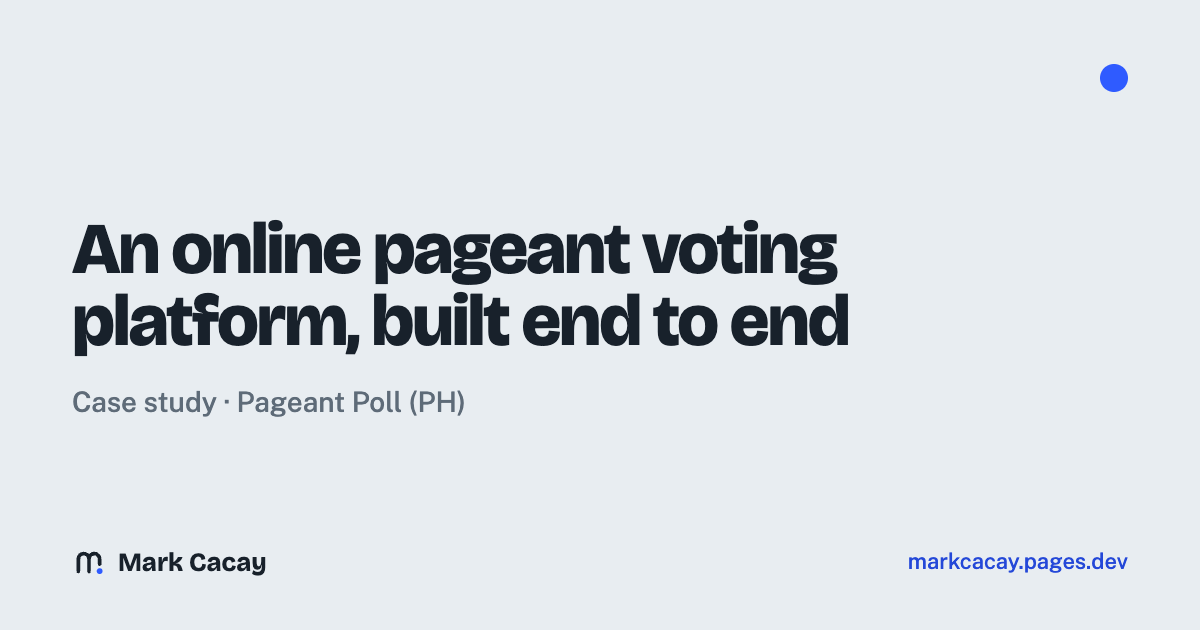 An online pageant voting
platform, built end to end
Case study · Pageant Poll (PH)
m. Mark Cacay
markcacay.pages.dev